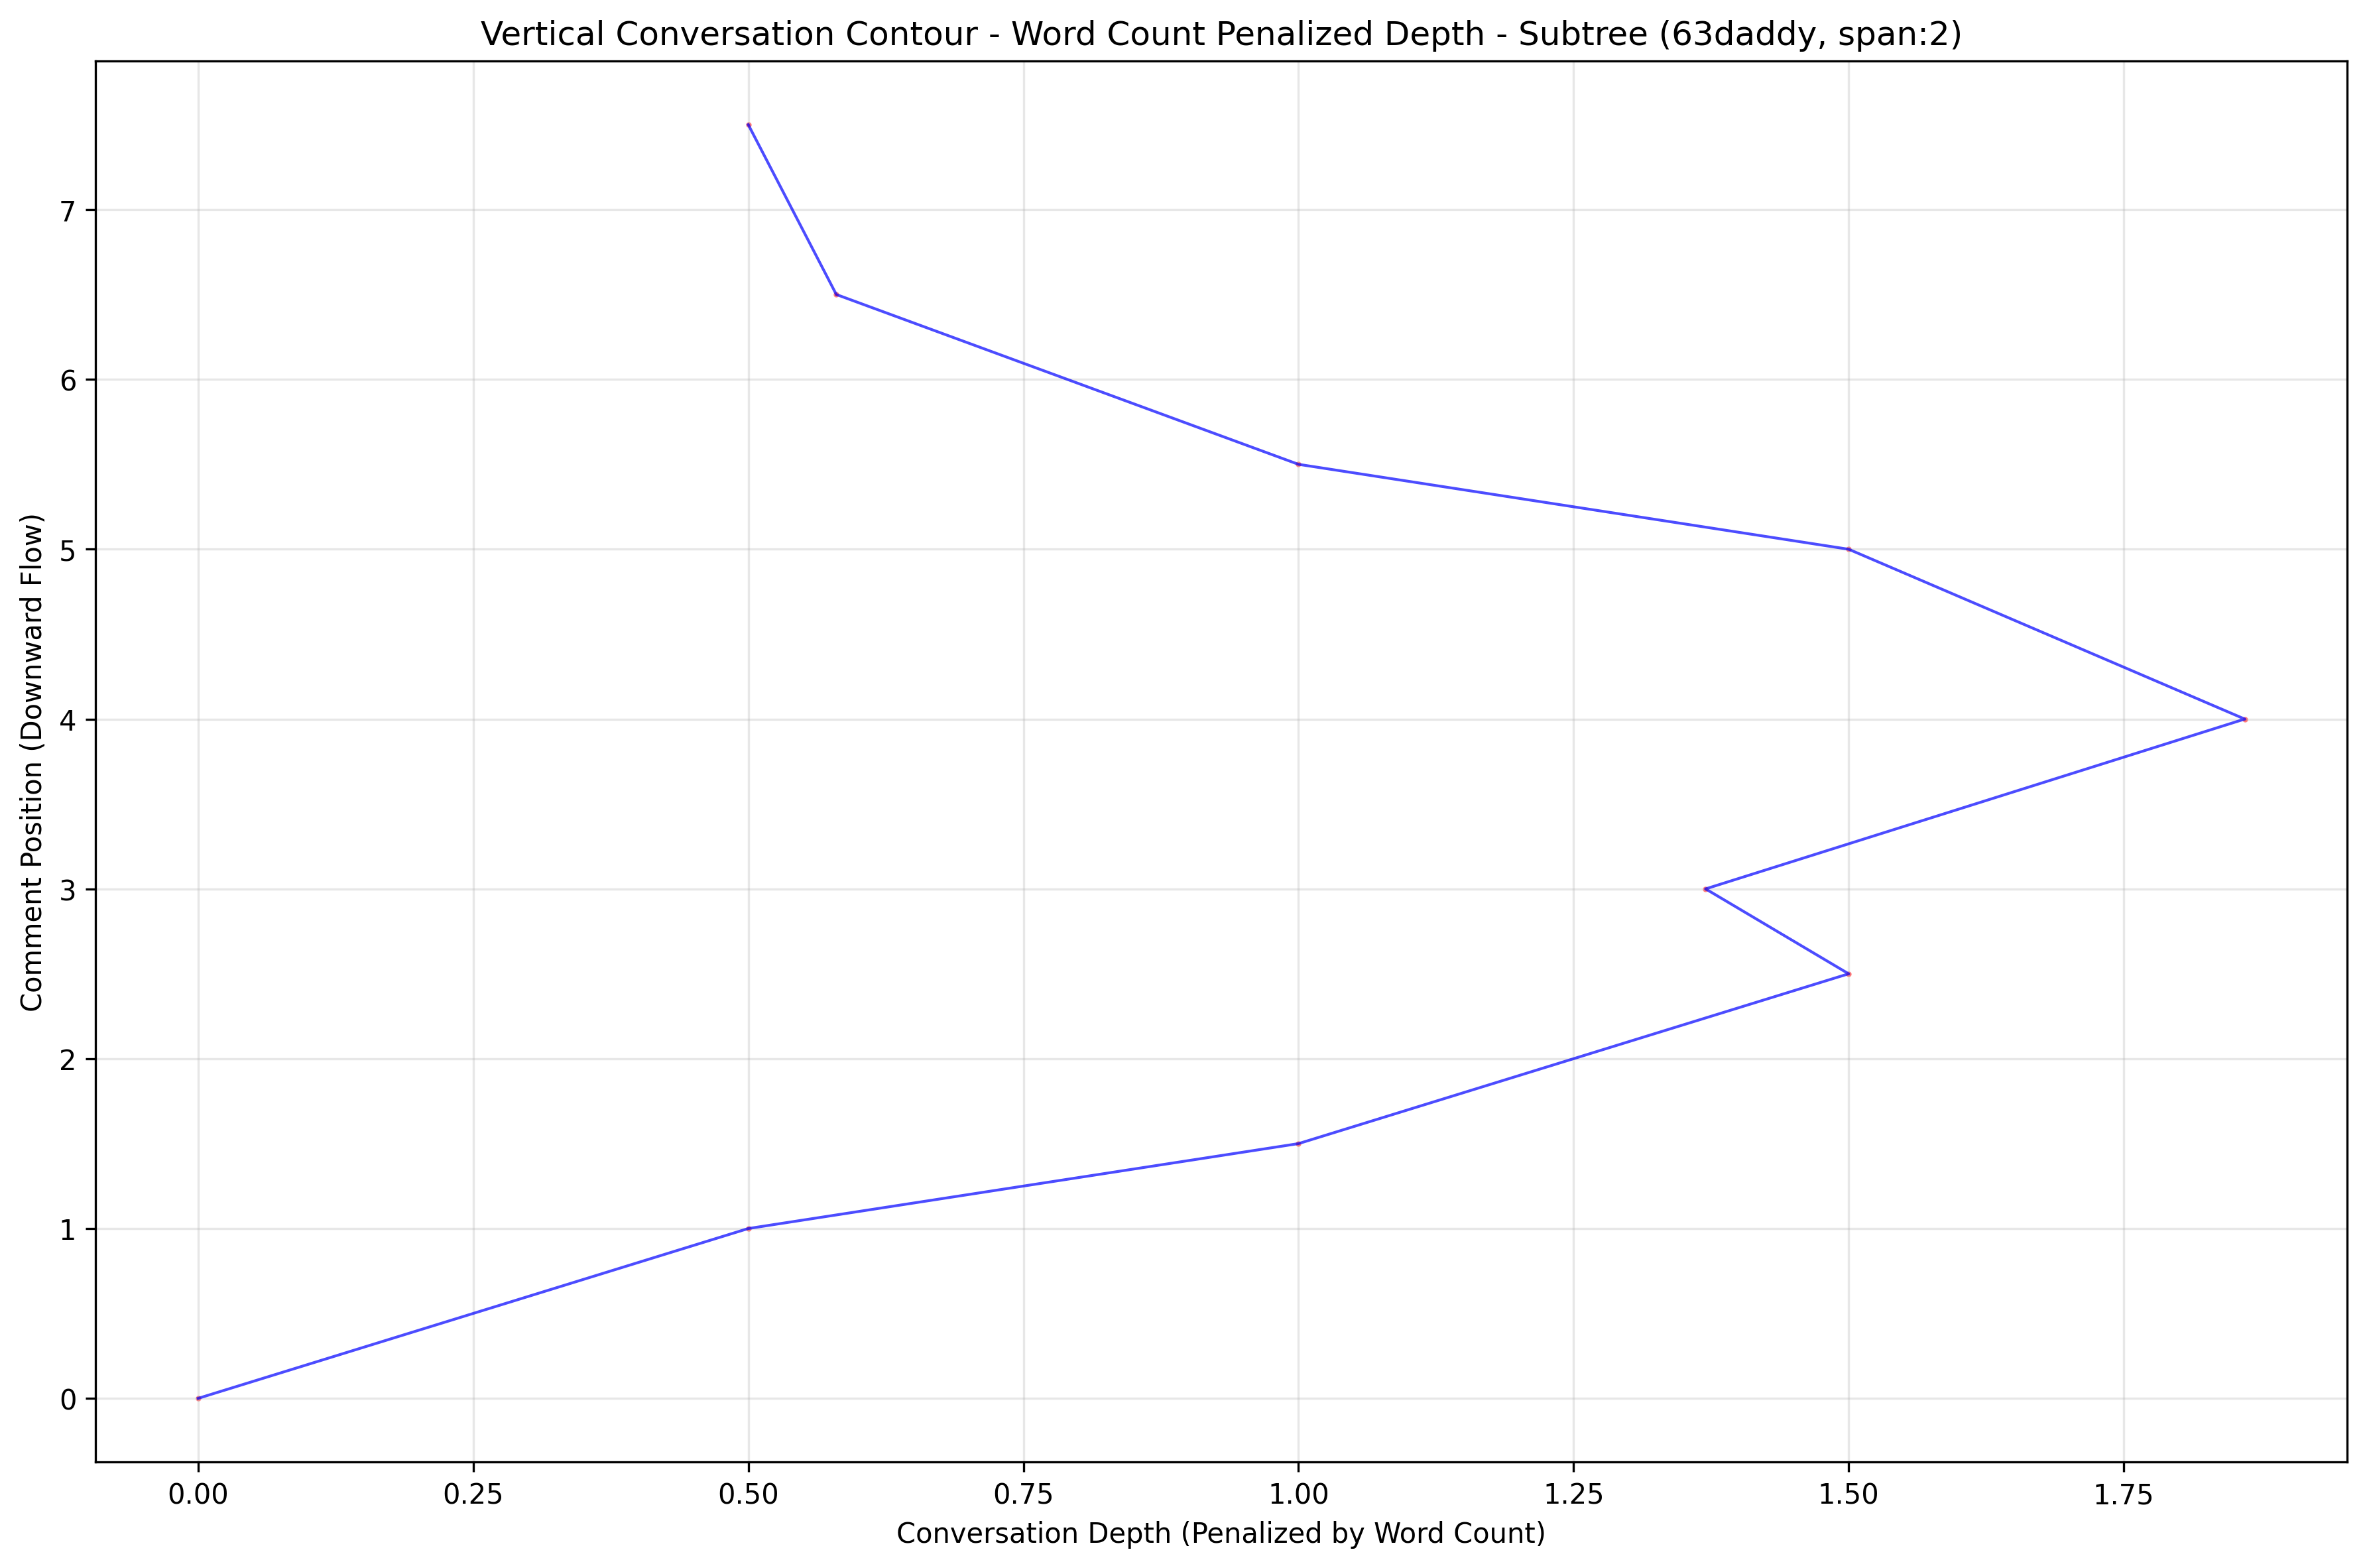 Vertical Conversation Contour - Word Count Penalized Depth - Subtree (63daddy, span:2)
Comment Position (Downward Flow)
7
6
5
4
3
2
1
0
0.00 0.25 0.50 0.75 1.00 1.25 1.50 1.75
Conversation Depth (Penalized by Word Count)